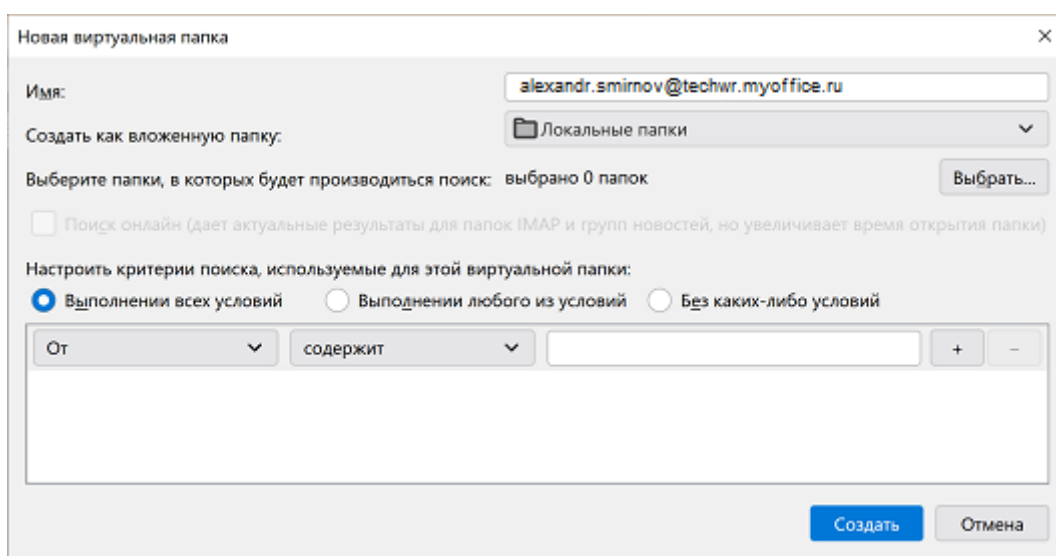 Новая виртуальная папка
Имя: alexandr.smirnov@techwr.myoffice.ru
Создать как вложенную папку: Локальные папки
Выберите папки, в которых будет производиться поиск: выбрано 0 папок Выбрать...
Поиск онлайн (дает актуальные результаты для папок IMAP и групп новостей, но увеличивает время открытия папки)
Настроить критерии поиска, используемые для этой виртуальной папки:
Выполнении всех условий Выполнении любого из условий Без каких-либо условий
От содержит + −
Создать Отмена